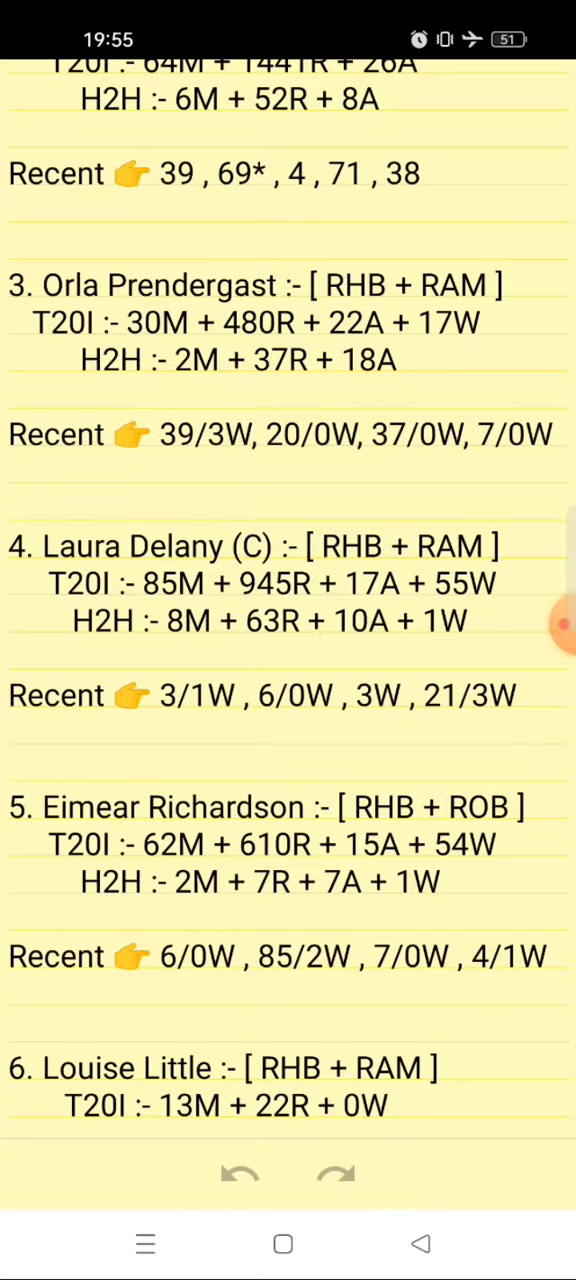 19:55
51
T20I :- 64M + 1441R + 26A
H2H :- 6M + 52R + 8A
Recent 👉 39 , 69* , 4 , 71 , 38
3. Orla Prendergast :- [ RHB + RAM ]
T20I :- 30M + 480R + 22A + 17W
H2H :- 2M + 37R + 18A
Recent 👉 39/3W, 20/0W, 37/0W, 7/0W
4. Laura Delany (C) :- [ RHB + RAM ]
T20I :- 85M + 945R + 17A + 55W
H2H :- 8M + 63R + 10A + 1W
Recent 👉 3/1W , 6/0W , 3W , 21/3W
5. Eimear Richardson :- [ RHB + ROB ]
T20I :- 62M + 610R + 15A + 54W
H2H :- 2M + 7R + 7A + 1W
Recent 👉 6/0W , 85/2W , 7/0W , 4/1W
6. Louise Little :- [ RHB + RAM ]
T20I :- 13M + 22R + 0W